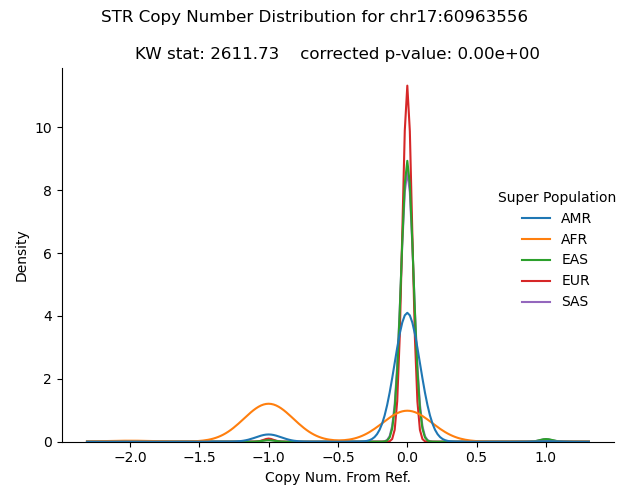 STR Copy Number Distribution for chr17:60963556
KW stat: 2611.73    corrected p-value: 0.00e+00
Density
10
8
6
4
2
0
Super Population
AMR
AFR
EAS
EUR
SAS
−2.0 −1.5 −1.0 −0.5 0.0 0.5 1.0
Copy Num. From Ref.